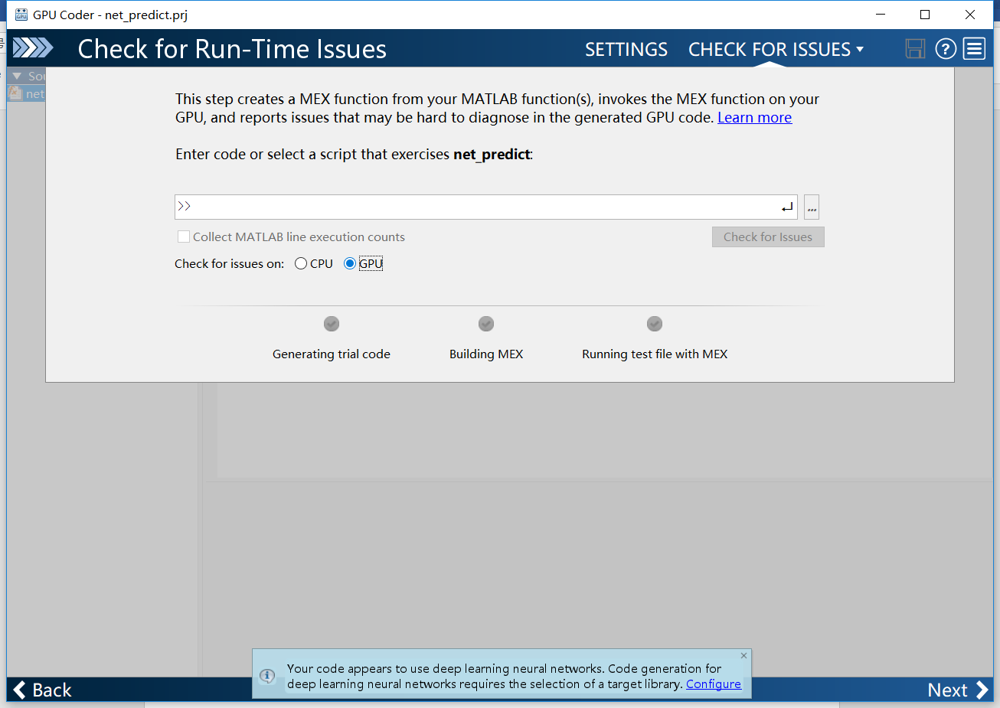 GPU Coder - net_predict.prj
Check for Run-Time Issues
SETTINGS
CHECK FOR ISSUES
Sou
net
This step creates a MEX function from your MATLAB function(s), invokes the MEX function on your
GPU, and reports issues that may be hard to diagnose in the generated GPU code. Learn more
Enter code or select a script that exercises net_predict:
>>
...
Collect MATLAB line execution counts
Check for Issues
Check for issues on: CPU GPU
Generating trial code
Building MEX
Running test file with MEX
Your code appears to use deep learning neural networks. Code generation for
deep learning neural networks requires the selection of a target library. Configure
Back
Next